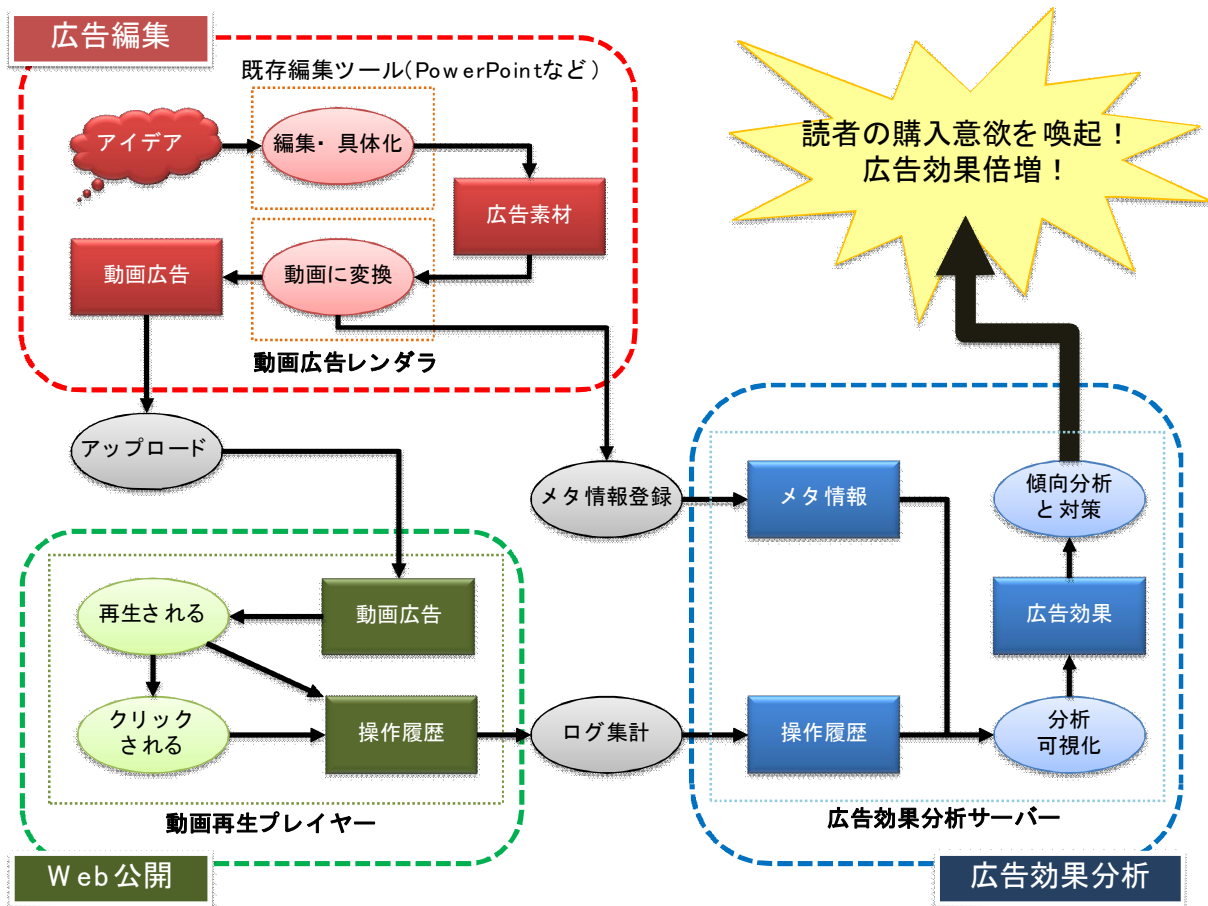 広告編集
既存編集ツール(PowerPointなど)
アイデア
編集・具体化
広告素材
動画広告
動画に変換
動画広告レンダラ
読者の購入意欲を喚起！
広告効果倍増！
アップロード
メタ情報登録
メタ情報
傾向分析
と対策
再生される
動画広告
広告効果
クリック
される
操作履歴
ログ集計
操作履歴
分析
可視化
動画再生プレイヤー
広告効果分析サーバー
Web公開
広告効果分析